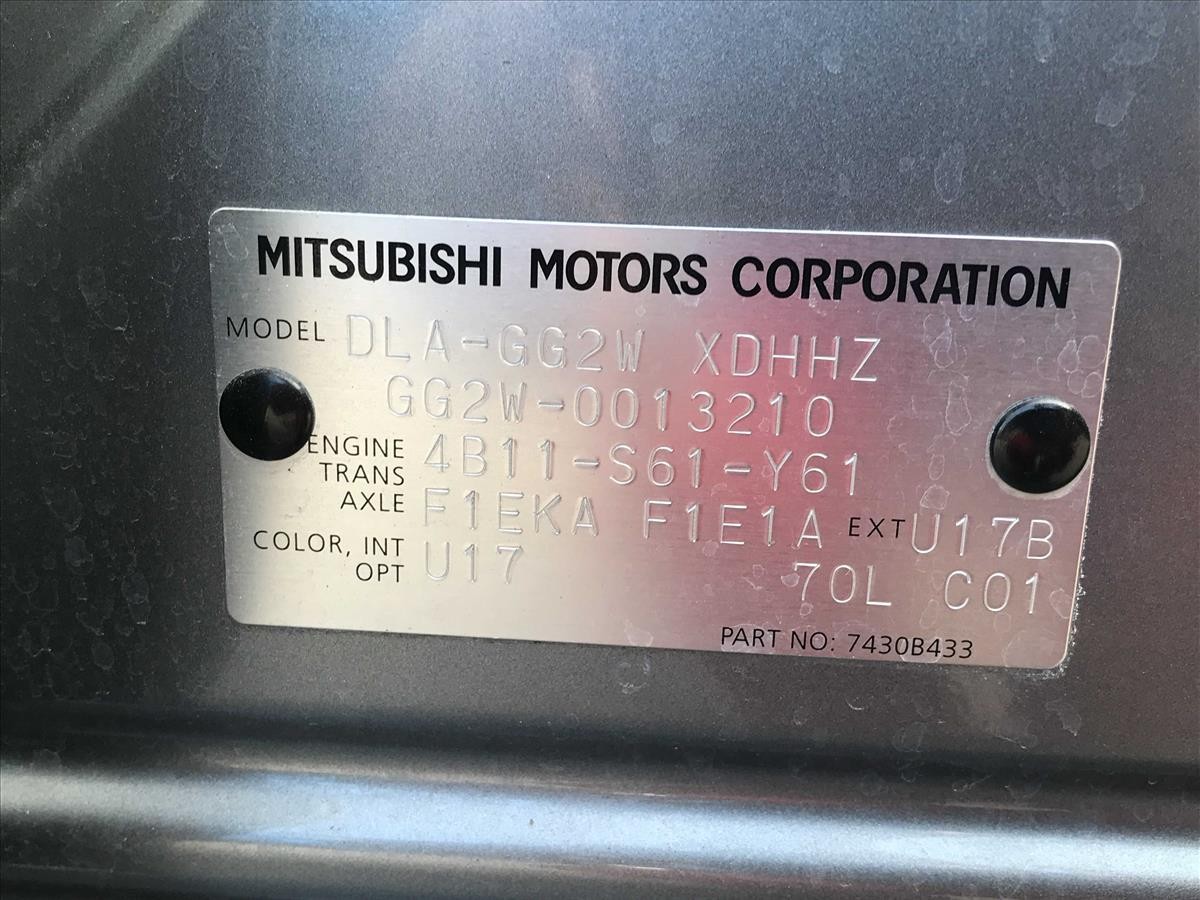 MITSUBISHI MOTORS CORPORATION
MODEL DLA-GG2W XDHHZ
GG2W-0013210
ENGINE 4B11-S61-Y61
TRANS
AXLE F1EKA F1E1A EXT U17B
COLOR, INT U17
OPT 70L C01
PART NO: 7430B433